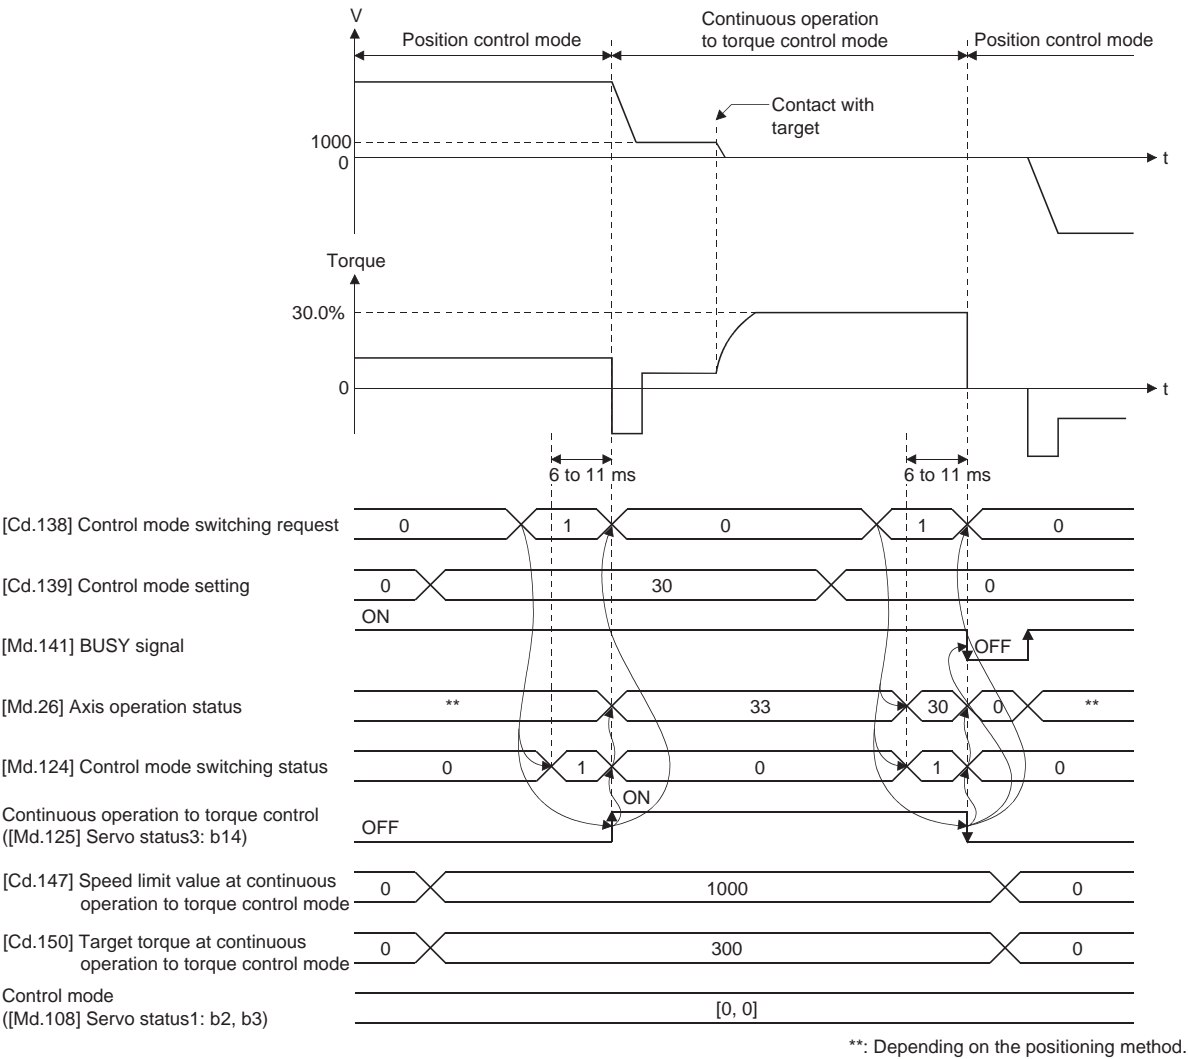 V
Position control mode
Continuous operation
to torque control mode
Position control mode
Contact with
target
1000
0
t
Torque
30.0%
0
t
6 to 11 ms
6 to 11 ms
[Cd.138] Control mode switching request
0
1
0
1
0
[Cd.139] Control mode setting
0
30
0
ON
[Md.141] BUSY signal
OFF
[Md.26] Axis operation status
**
33
30
0
**
[Md.124] Control mode switching status
0
1
0
1
0
Continuous operation to torque control
([Md.125] Servo status3: b14)
OFF
ON
[Cd.147] Speed limit value at continuous
operation to torque control mode
0
1000
0
[Cd.150] Target torque at continuous
operation to torque control mode
0
300
0
Control mode
([Md.108] Servo status1: b2, b3)
[0, 0]
**: Depending on the positioning method.